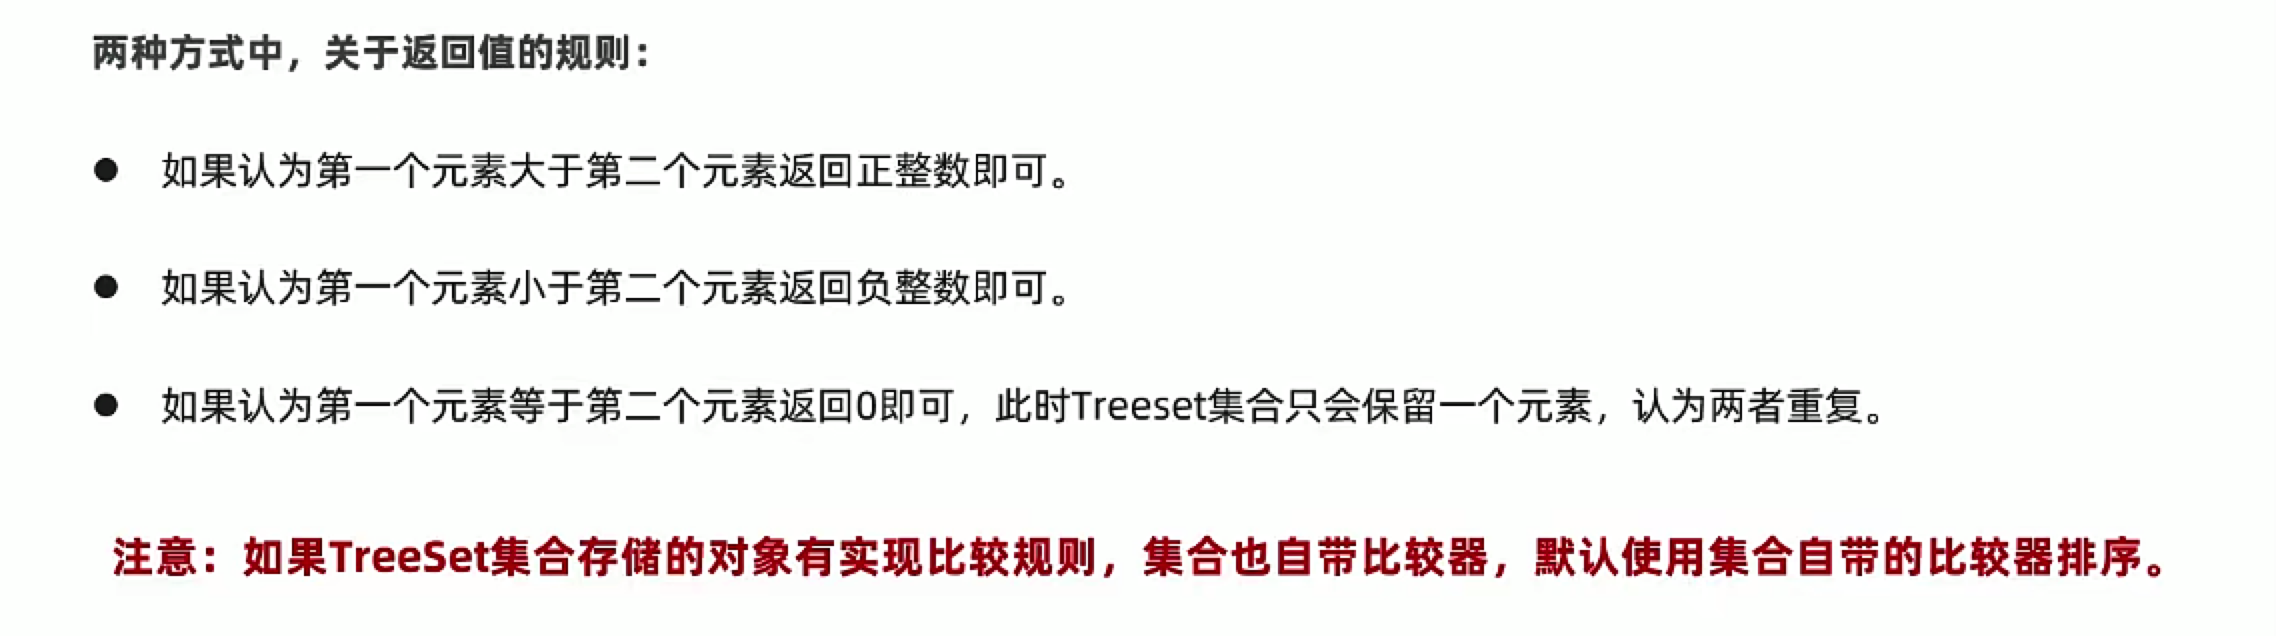 两种方式中，关于返回值的规则：
● 如果认为第一个元素大于第二个元素返回正整数即可。
● 如果认为第一个元素小于第二个元素返回负整数即可。
● 如果认为第一个元素等于第二个元素返回0即可，此时Treeset集合只会保留一个元素，认为两者重复。
注意：如果TreeSet集合存储的对象有实现比较规则，集合也自带比较器，默认使用集合自带的比较器排序。